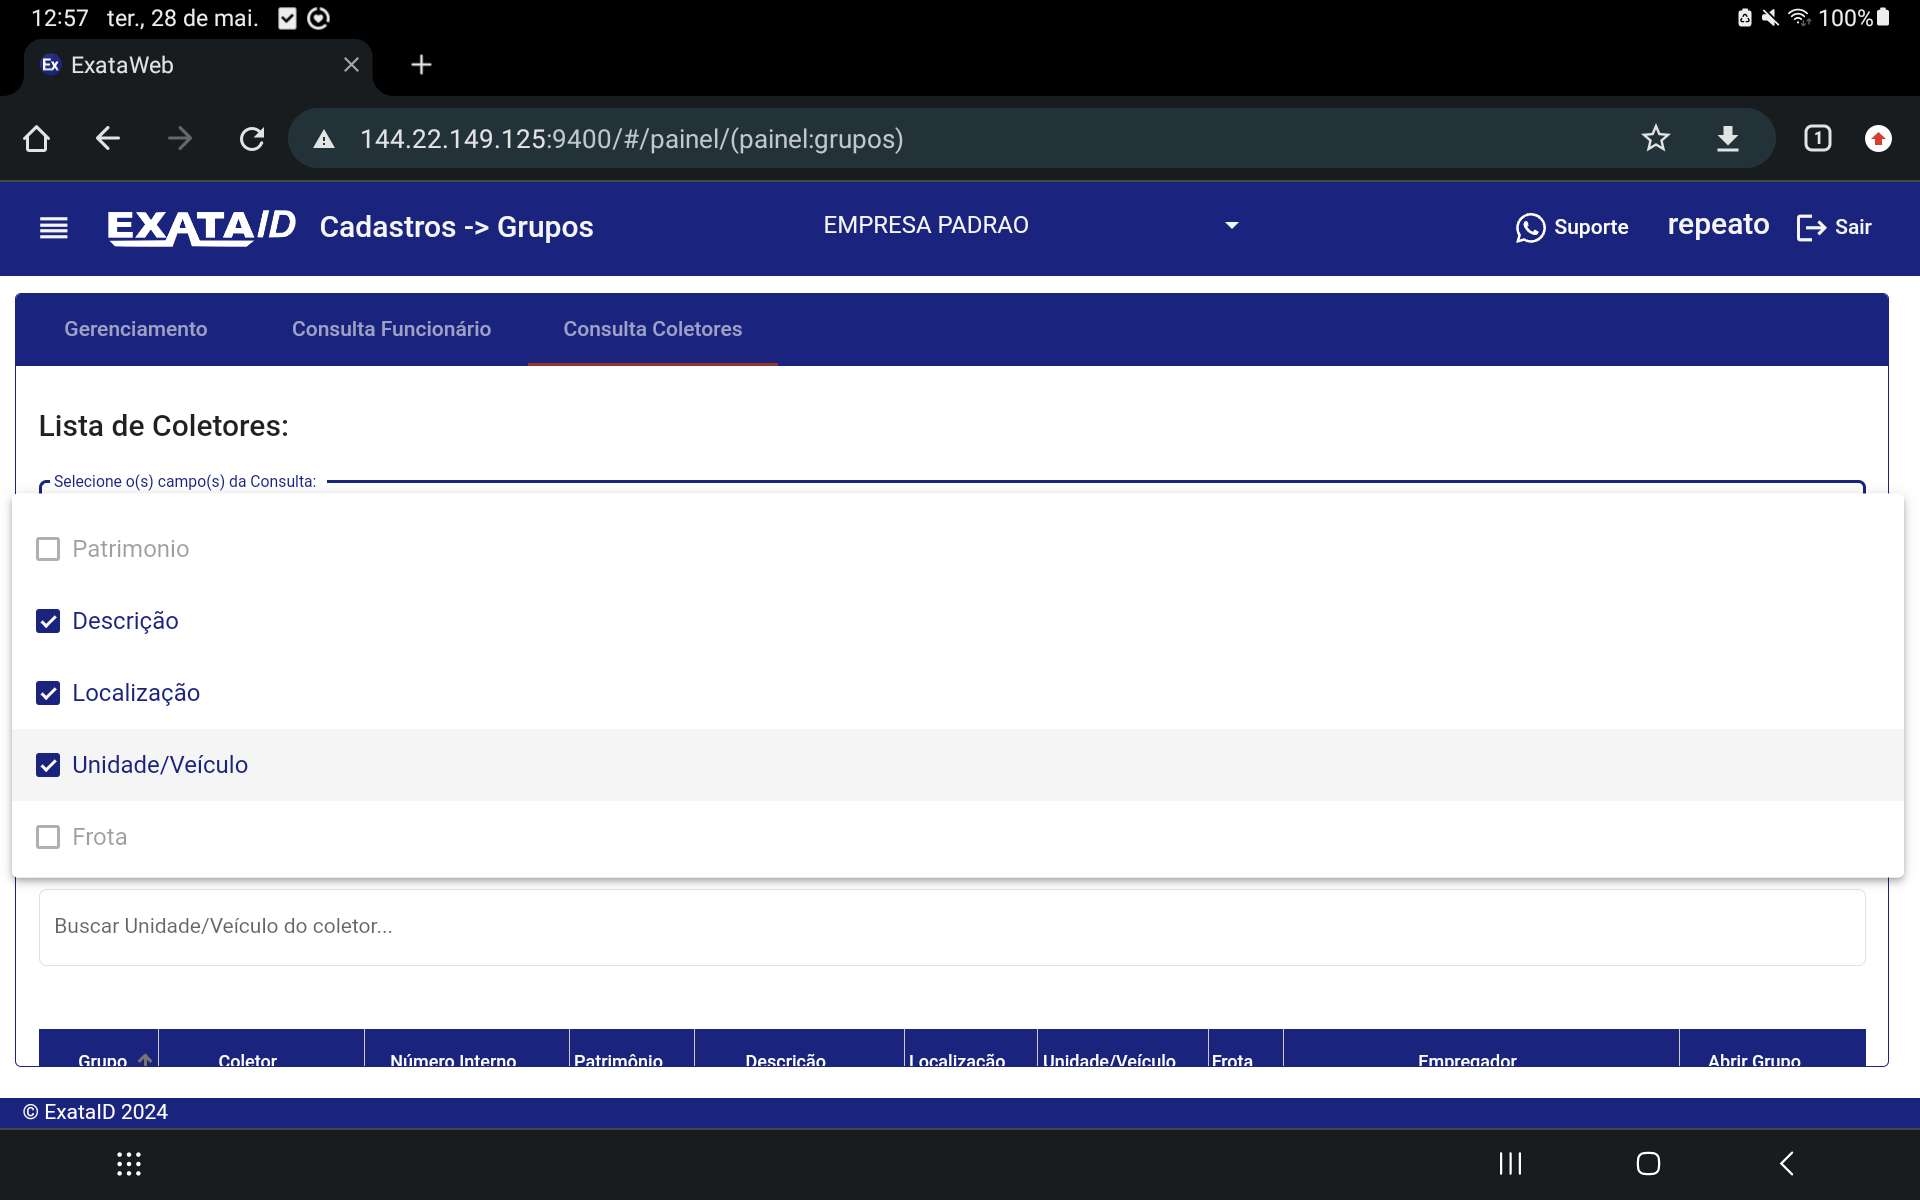 12:57 ter., 28 de mai. 100%
Ex ExataWeb
144.22.149.125:9400/#/painel/(painel:grupos) 1
EXATA/ID Cadastros -> Grupos EMPRESA PADRAO Suporte repeato Sair
Gerenciamento Consulta Funcionário Consulta Coletores
Lista de Coletores:
Selecione o(s) campo(s) da Consulta:
Patrimonio
Descrição
Localização
Unidade/Veículo
Frota
Buscar Unidade/Veículo do coletor...
Grupo Coletor Número Interno Patrimônio Descrição Localização Unidade/Veículo Frota Empregador Abrir Grupo
© ExataID 2024